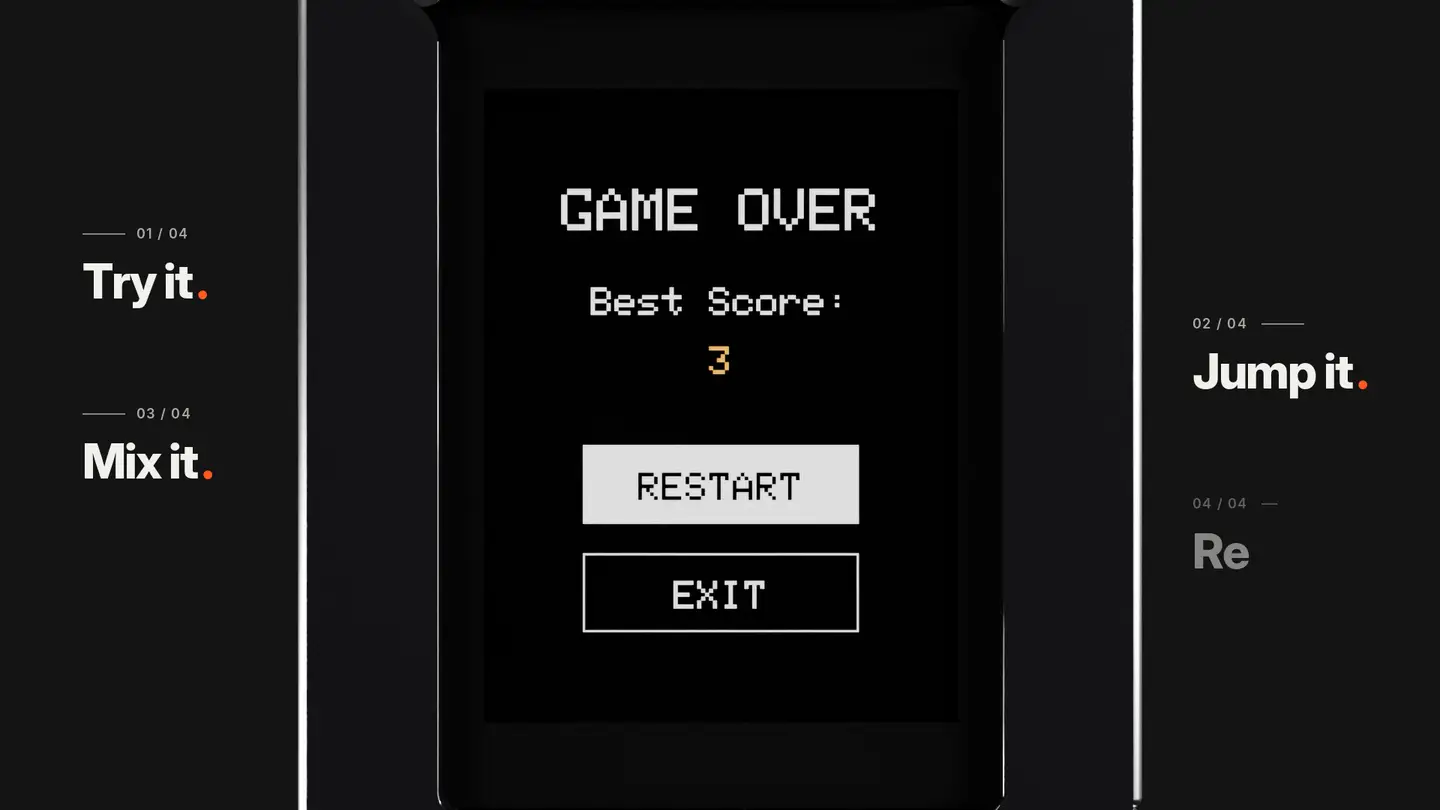 01 / 04
Try it.
03 / 04
Mix it.
GAME OVER
Best Score:
3
RESTART
EXIT
02 / 04
Jump it.
04 / 04
Re